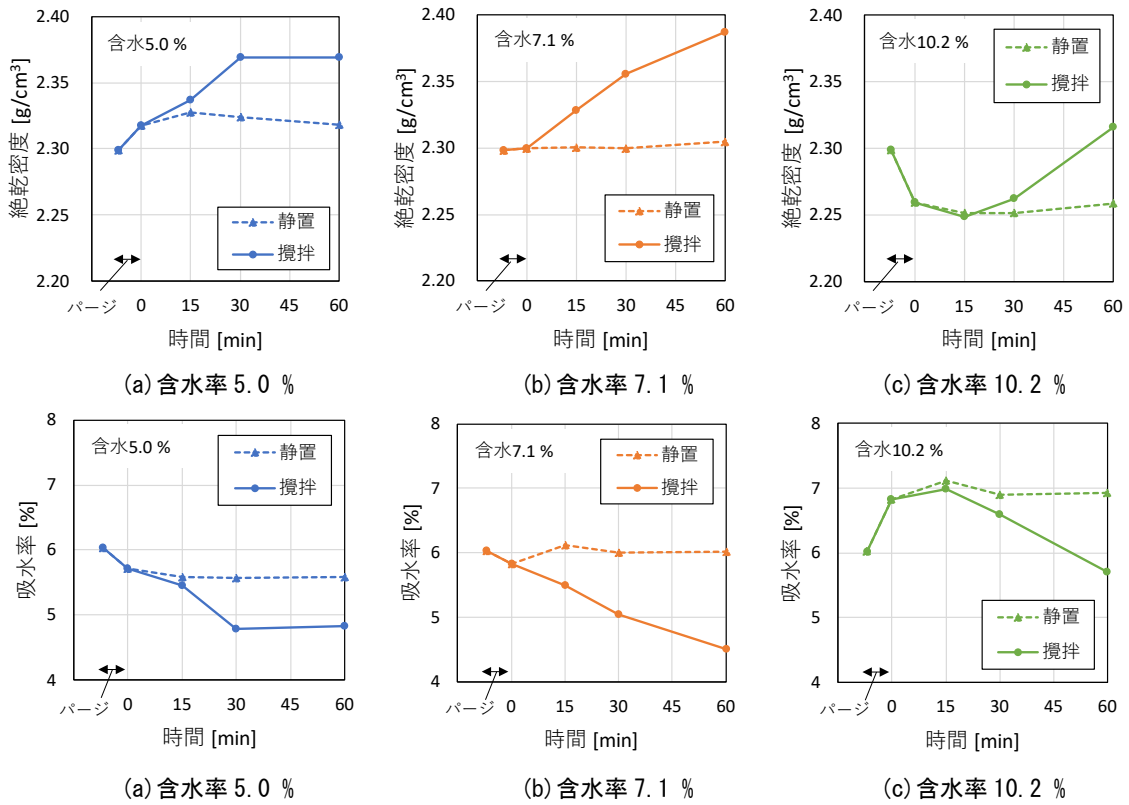 2.40
2.35
2.30
2.25
2.20
絶乾密度 [g/cm³]
含水5.0 %
静置
攪拌
パージ
0 15 30 45 60
時間 [min]
(a)含水率 5.0 %
2.40
2.35
2.30
2.25
2.20
絶乾密度 [g/cm³]
含水7.1 %
静置
攪拌
パージ
0 15 30 45 60
時間 [min]
(b)含水率 7.1 %
2.40
2.35
2.30
2.25
2.20
絶乾密度 [g/cm³]
含水10.2 %
静置
攪拌
パージ
0 15 30 45 60
時間 [min]
(c)含水率 10.2 %
8
7
6
5
4
吸水率 [%]
含水5.0 %
静置
攪拌
パージ
0 15 30 45 60
時間 [min]
(a)含水率 5.0 %
8
7
6
5
4
吸水率 [%]
含水7.1 %
静置
攪拌
パージ
0 15 30 45 60
時間 [min]
(b)含水率 7.1 %
8
7
6
5
4
吸水率 [%]
含水10.2 %
静置
攪拌
パージ
0 15 30 45 60
時間 [min]
(c)含水率 10.2 %